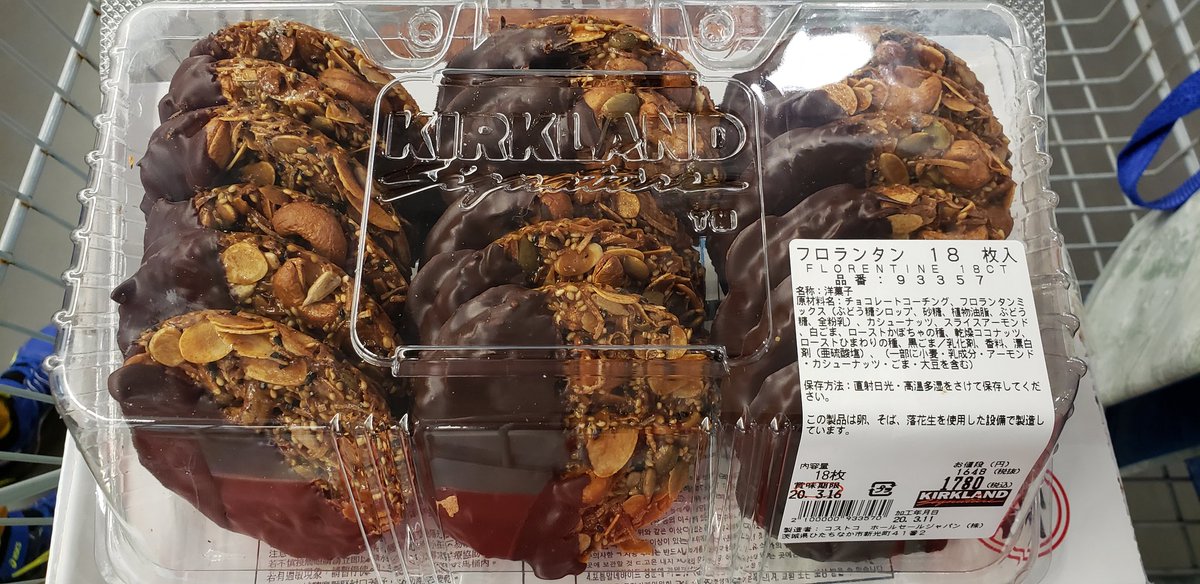 KIRKLAND
Signature
TM
フロランタン 18 枚入
FLORENTINE 18CT
品番:93357
名称:洋菓子
原材料名:チョコレートコーチング、フロランタンミ
ックス(ぶどう糖シロップ、砂糖、植物油脂、ぶどう
糖、全粉乳)、カシューナッツ、スライスアーモンド
、白ごま、ローストかぼちゃの種、乾燥ココナッツ、
ローストひまわりの種、黒ごま/乳化剤、香料、漂白
剤(亜硫酸塩)、(一部に小麦・乳成分・アーモンド
・カシューナッツ・ごま・大豆を含む)
保存方法:直射日光・高温多湿をさけて保存してくだ
さい。
この製品は卵、そば、落花生を使用した設備で製造し
ています。
内容量
18枚
お値段(円)
1648(税抜)
賞味期限
1,780(税込)
20. 3.16
KIRKLAND
Signature
2 100000 933570
加工年月日
20. 3.11
製造者:コストコ ホールセールジャパン(株)
茨城県ひたちなか市新光町41番2